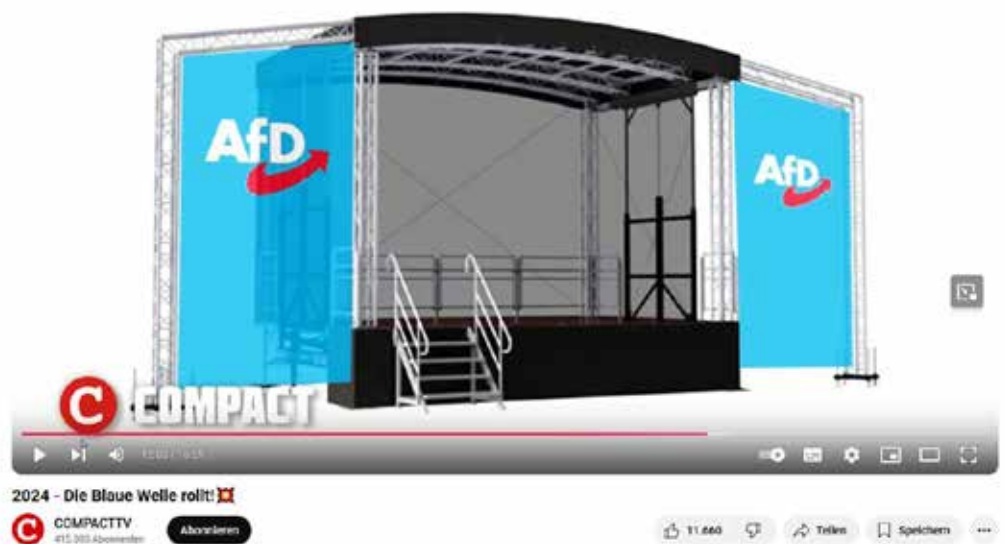 AfD
AfD
C COMPACT
2024 - Die Blaue Welle rollt!
C COMPACTTV
Abonnieren
11.660
Teilen
Speichern